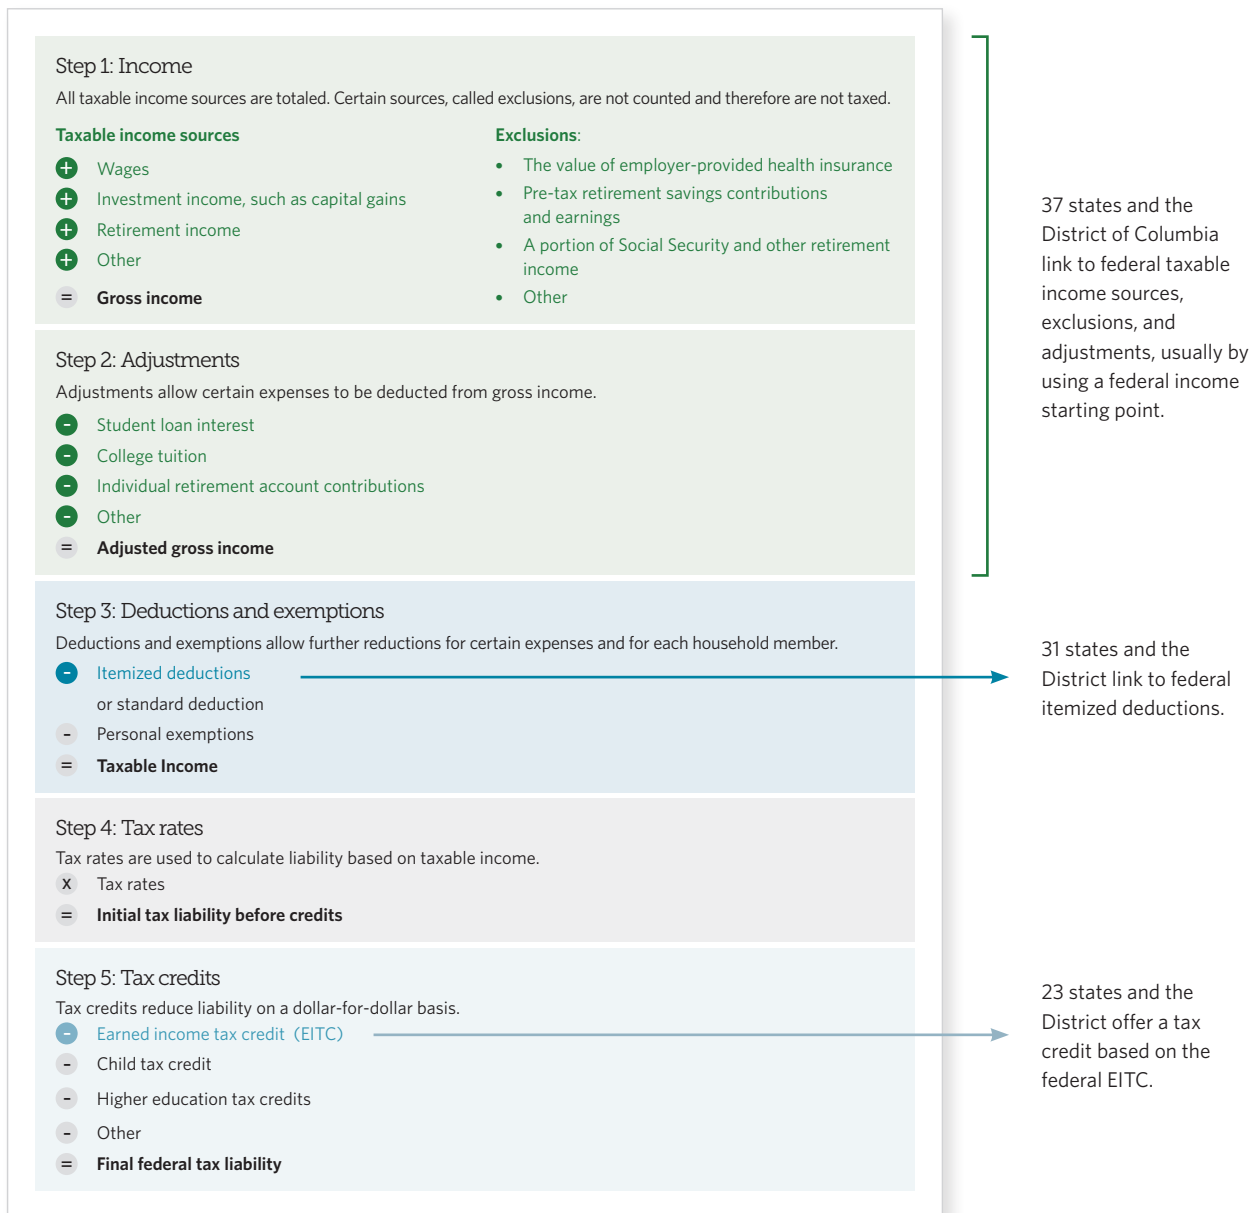 Step 1: Income
All taxable income sources are totaled. Certain sources, called exclusions, are not counted and therefore are not taxed.
Taxable income sources
+ Wages
+ Investment income, such as capital gains
+ Retirement income
+ Other
= Gross income
Exclusions:
• The value of employer-provided health insurance
• Pre-tax retirement savings contributions
and earnings
• A portion of Social Security and other retirement
income
• Other
37 states and the
District of Columbia
link to federal taxable
income sources,
exclusions, and
adjustments, usually by
using a federal income
starting point.
Step 2: Adjustments
Adjustments allow certain expenses to be deducted from gross income.
- Student loan interest
- College tuition
- Individual retirement account contributions
- Other
= Adjusted gross income
Step 3: Deductions and exemptions
Deductions and exemptions allow further reductions for certain expenses and for each household member.
- Itemized deductions
or standard deduction
- Personal exemptions
= Taxable Income
31 states and the
District link to federal
itemized deductions.
Step 4: Tax rates
Tax rates are used to calculate liability based on taxable income.
x Tax rates
= Initial tax liability before credits
Step 5: Tax credits
Tax credits reduce liability on a dollar-for-dollar basis.
- Earned income tax credit (EITC)
- Child tax credit
- Higher education tax credits
- Other
= Final federal tax liability
23 states and the
District offer a tax
credit based on the
federal EITC.